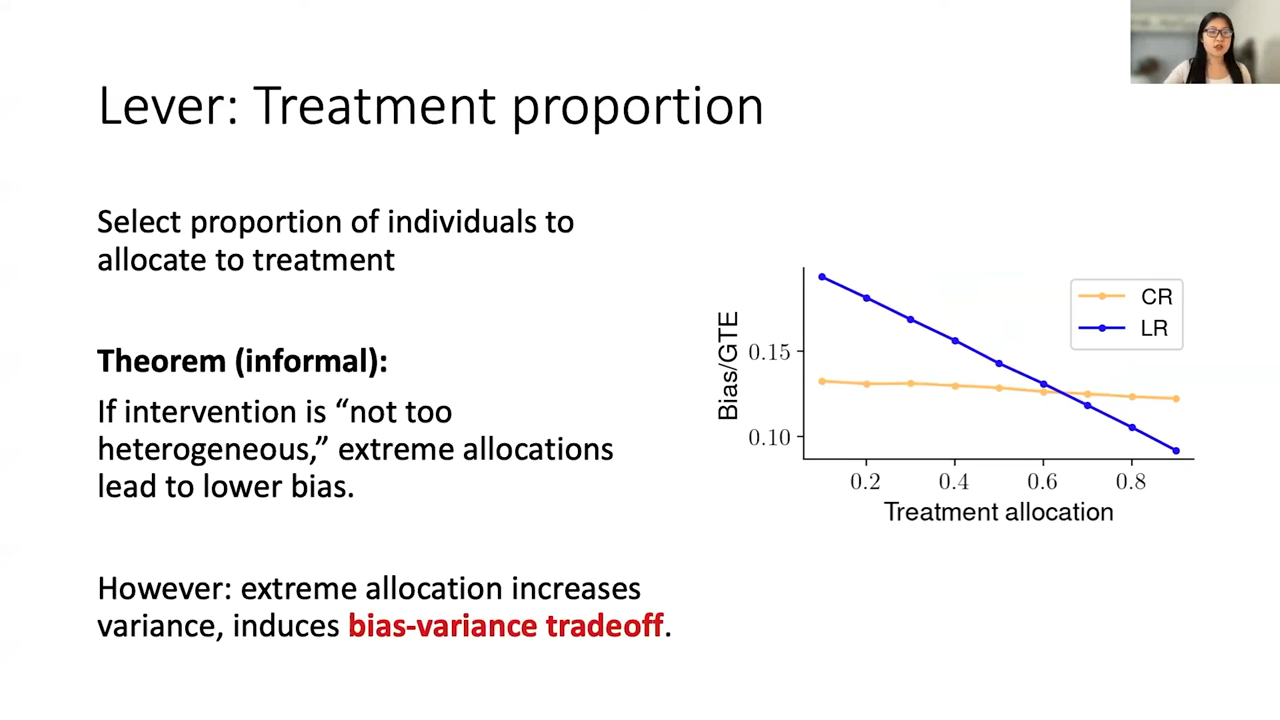 Lever: Treatment proportion
Select proportion of individuals to
allocate to treatment
Theorem (informal):
If intervention is “not too
heterogeneous,” extreme allocations
lead to lower bias.
However: extreme allocation increases
variance, induces bias-variance tradeoff.
CR
LR
Bias/GTE
0.15
0.10
0.2 0.4 0.6 0.8
Treatment allocation